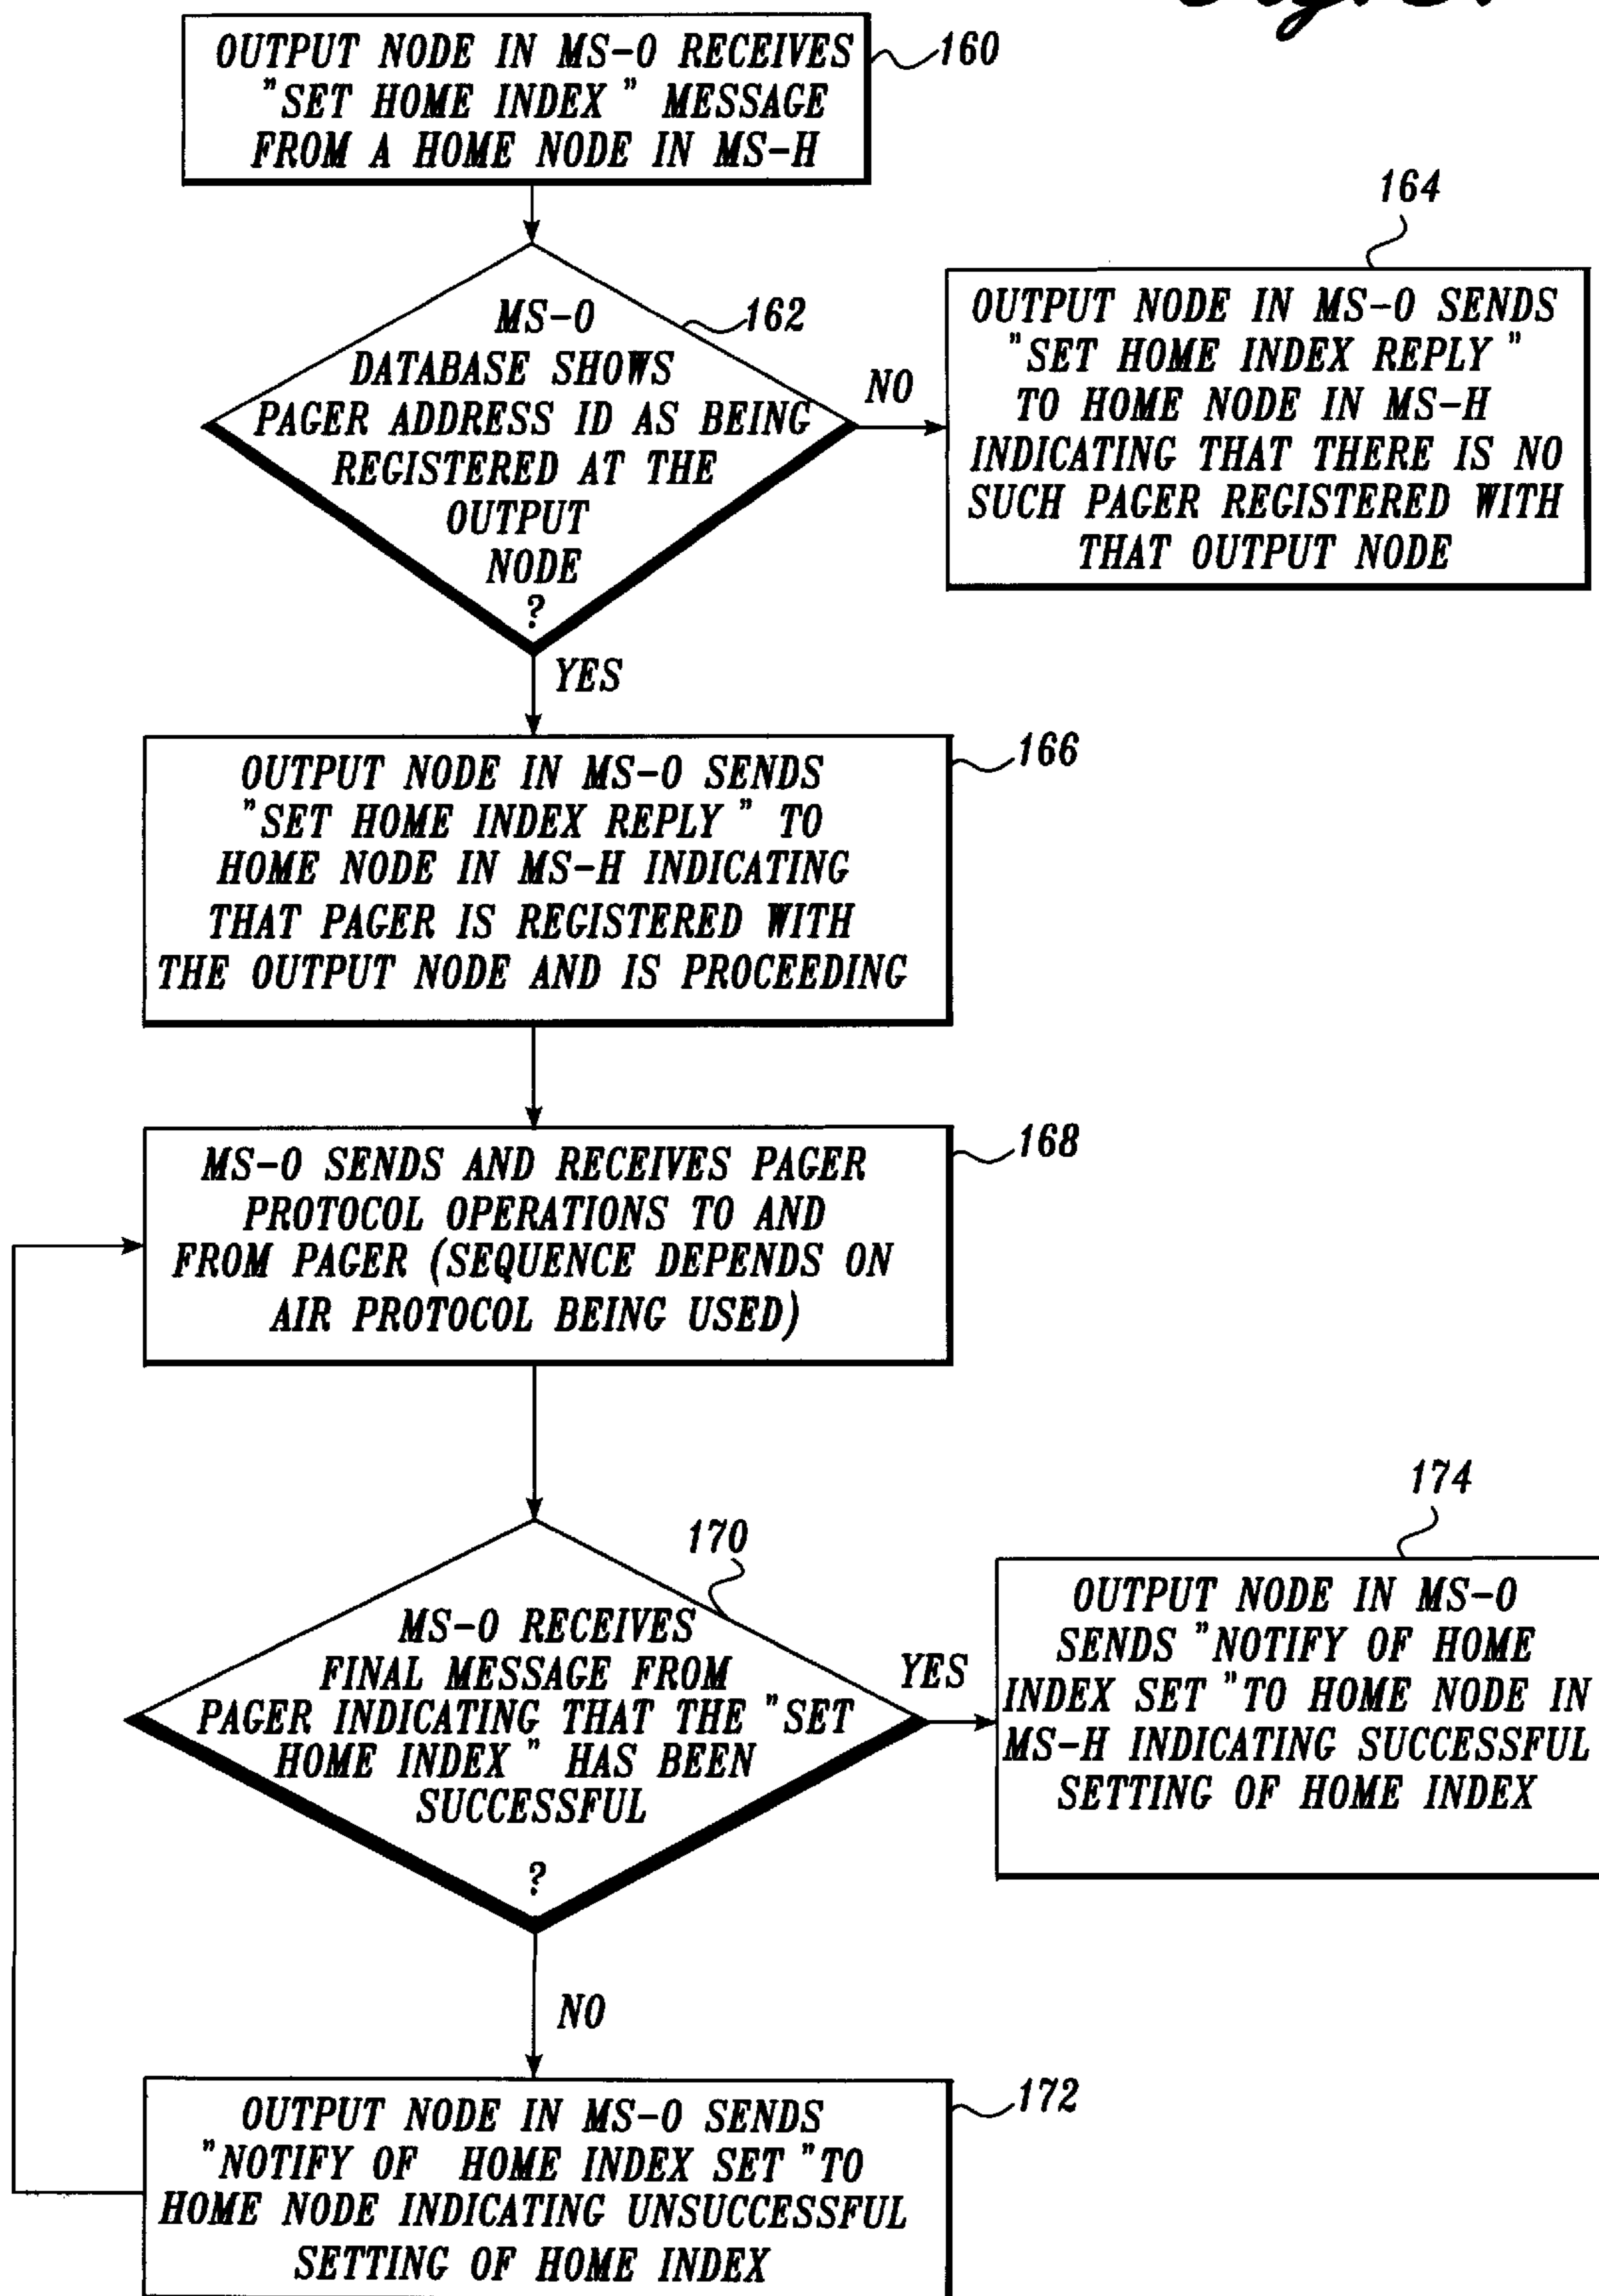 OUTPUT NODE IN MS-O RECEIVES
"SET HOME INDEX" MESSAGE
FROM A HOME NODE IN MS-H
160
164
MS-O
DATABASE SHOWS
PAGER ADDRESS ID AS BEING
REGISTERED AT THE
OUTPUT
NODE
?
162
NO
OUTPUT NODE IN MS-O SENDS
"SET HOME INDEX REPLY"
TO HOME NODE IN MS-H
INDICATING THAT THERE IS NO
SUCH PAGER REGISTERED WITH
THAT OUTPUT NODE
YES
OUTPUT NODE IN MS-O SENDS
"SET HOME INDEX REPLY" TO
HOME NODE IN MS-H INDICATING
THAT PAGER IS REGISTERED WITH
THE OUTPUT NODE AND IS PROCEEDING
166
MS-O SENDS AND RECEIVES PAGER
PROTOCOL OPERATIONS TO AND
FROM PAGER (SEQUENCE DEPENDS ON
AIR PROTOCOL BEING USED)
168
170
MS-O RECEIVES
FINAL MESSAGE FROM
PAGER INDICATING THAT THE "SET
HOME INDEX" HAS BEEN
SUCCESSFUL
?
YES
174
OUTPUT NODE IN MS-O
SENDS "NOTIFY OF HOME
INDEX SET "TO HOME NODE IN
MS-H INDICATING SUCCESSFUL
SETTING OF HOME INDEX
NO
OUTPUT NODE IN MS-O SENDS
"NOTIFY OF HOME INDEX SET "TO
HOME NODE INDICATING UNSUCCESSFUL
SETTING OF HOME INDEX
172